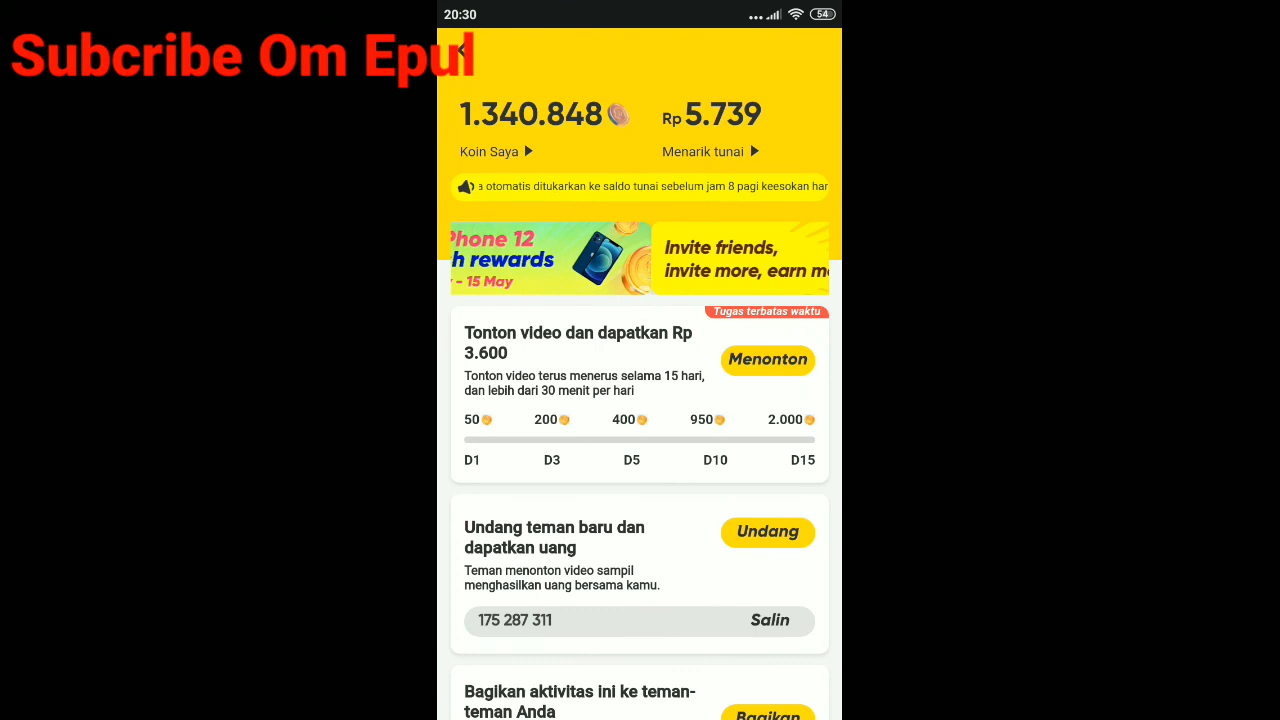 20:30
54
Subcribe Om Epul
1.340.848
Rp 5.739
Koin Saya
Menarik tunai
a otomatis ditukarkan ke saldo tunai sebelum jam 8 pagi keesokan har
Phone 12
h rewards
- 15 May
Invite friends,
invite more, earn mo
Tugas terbatas waktu
Tonton video dan dapatkan Rp
3.600
Menonton
Tonton video terus menerus selama 15 hari,
dan lebih dari 30 menit per hari
50 200 400 950 2.000
D1 D3 D5 D10 D15
Undang teman baru dan
dapatkan uang
Undang
Teman menonton video sampil
menghasilkan uang bersama kamu.
175 287 311 Salin
Bagikan aktivitas ini ke teman-
teman Anda
Bagikan